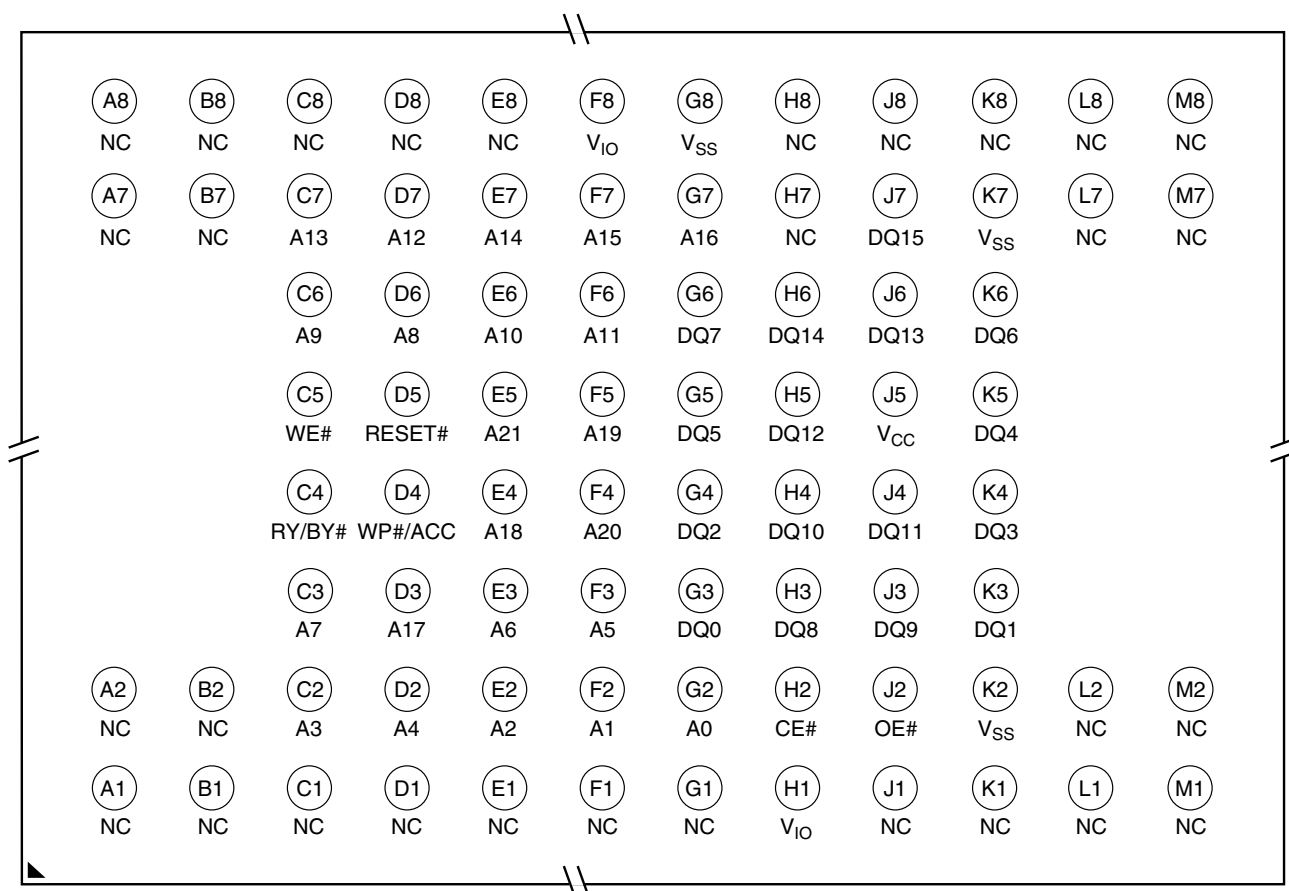 A8 B8 C8 D8 E8 F8 G8 H8 J8 K8 L8 M8
NC NC NC NC NC VIO VSS NC NC NC NC NC
A7 B7 C7 D7 E7 F7 G7 H7 J7 K7 L7 M7
NC NC A13 A12 A14 A15 A16 NC DQ15 VSS NC NC
C6 D6 E6 F6 G6 H6 J6 K6
A9 A8 A10 A11 DQ7 DQ14 DQ13 DQ6
C5 D5 E5 F5 G5 H5 J5 K5
WE# RESET# A21 A19 DQ5 DQ12 VCC DQ4
C4 D4 E4 F4 G4 H4 J4 K4
RY/BY# WP#/ACC A18 A20 DQ2 DQ10 DQ11 DQ3
C3 D3 E3 F3 G3 H3 J3 K3
A7 A17 A6 A5 DQ0 DQ8 DQ9 DQ1
A2 B2 C2 D2 E2 F2 G2 H2 J2 K2 L2 M2
NC NC A3 A4 A2 A1 A0 CE# OE# VSS NC NC
A1 B1 C1 D1 E1 F1 G1 H1 J1 K1 L1 M1
NC NC NC NC NC NC NC VIO NC NC NC NC